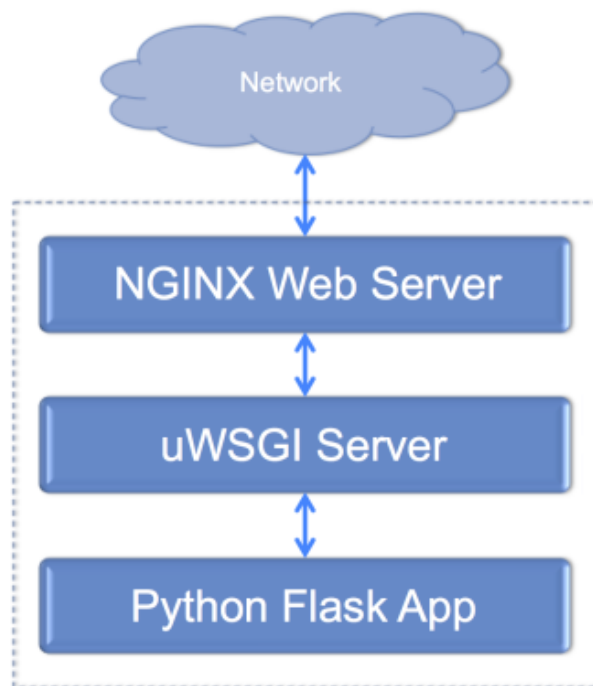 Network
NGINX Web Server
uWSGI Server
Python Flask App